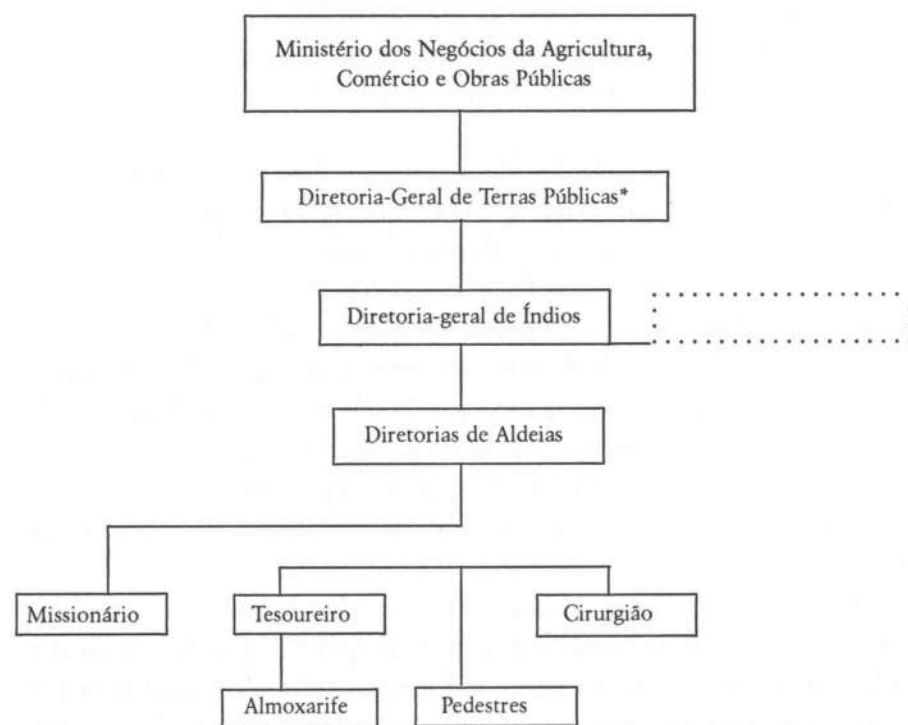 Ministério dos Negócios da Agricultura,
Comércio e Obras Públicas
Diretoria-Geral de Terras Públicas*
Diretoria-geral de Índios
Diretorias de Aldeias
Missionário
Tesoureiro
Cirurgião
Almoxarife
Pedestres